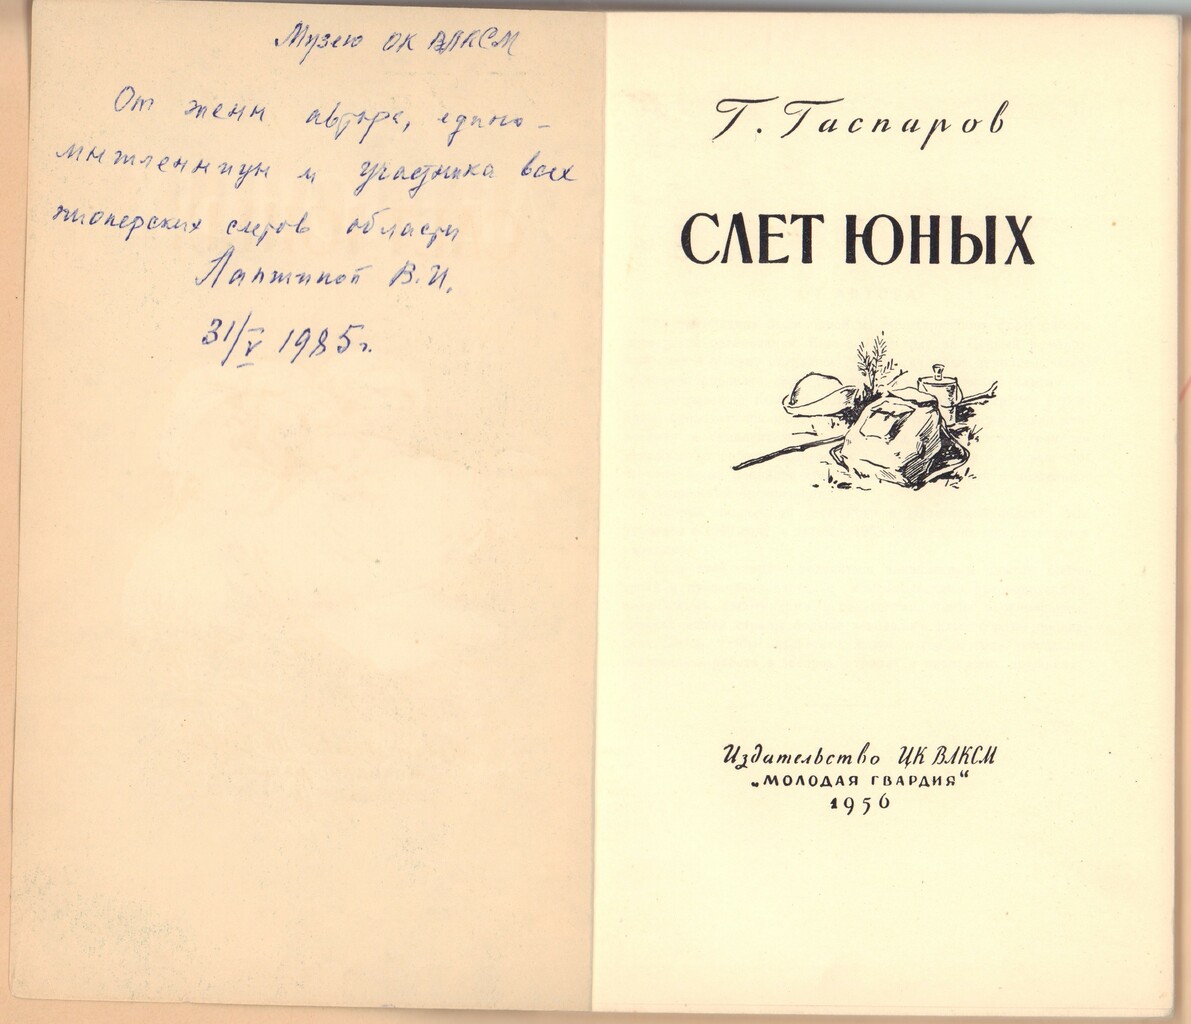 Музею ОК ВЛКСМ
От жены автора, едино-
мышленницы и участника всех
пионерских слетов области
В.И.
31/V 1985г.
Г. Гаспаров
СЛЕТ ЮНЫХ
Издательство ЦК ВЛКСМ
„МОЛОДАЯ ГВАРДИЯ“
1956